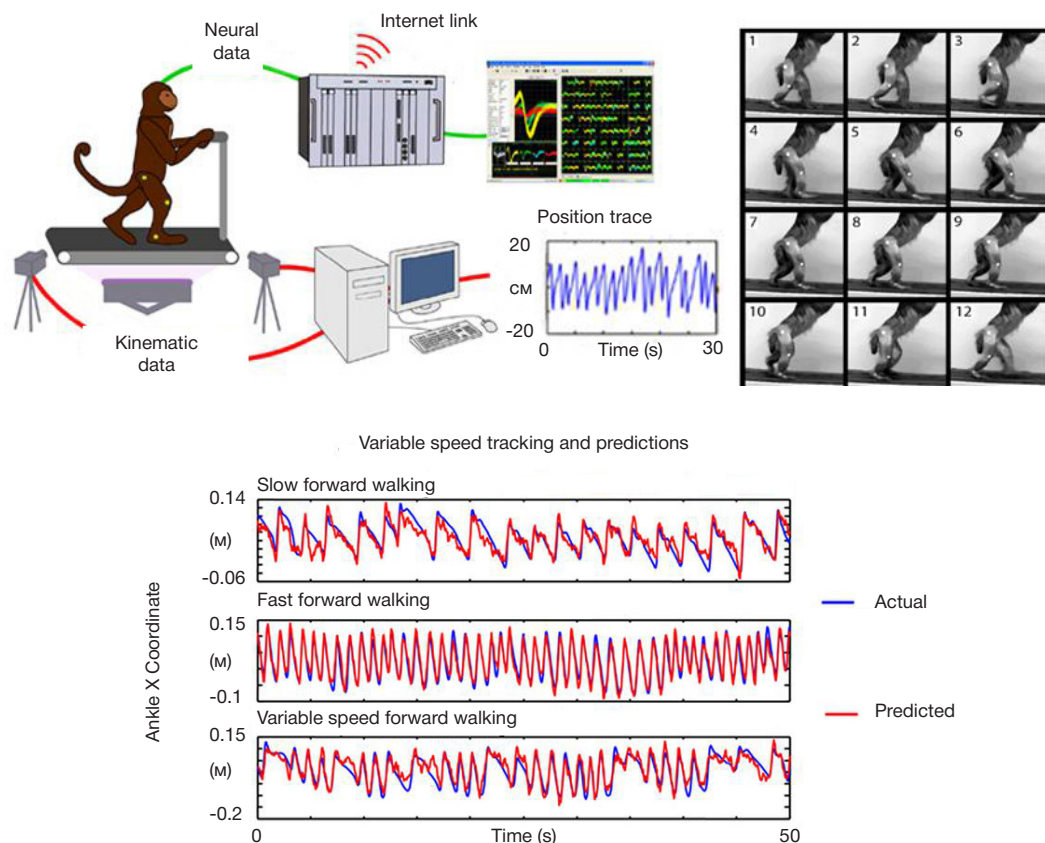 Internet link
Neural
data
Position trace
20
CM
-20
0
Time (s)
30
Kinematic
data
1
2
3
4
5
6
7
8
9
10
11
12
Variable speed tracking and predictions
Slow forward walking
0.14
(M)
-0.06
Fast forward walking
0.15
(M)
-0.1
Variable speed forward walking
0.15
(M)
-0.2
0
Time (s)
50
Ankle X Coordinate
Actual
Predicted